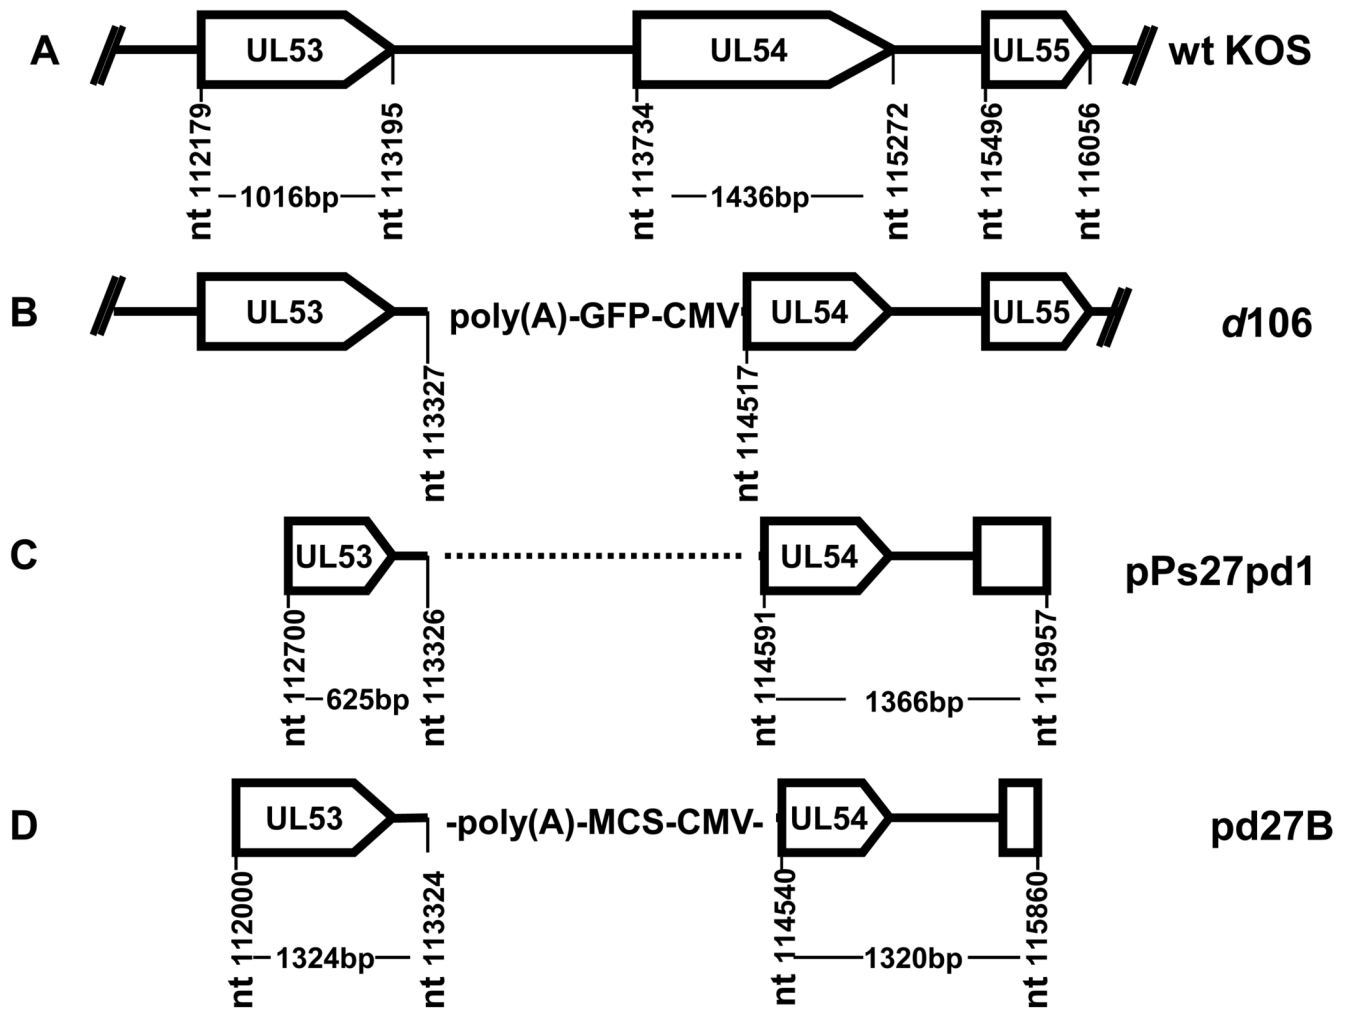 A
UL53
UL54
UL55
wt KOS
nt 112179
1016bp
nt 113195
nt 113734
1436bp
nt 115272
nt 115496
nt 116056
B
UL53
poly(A)-GFP-CMV
UL54
UL55
d106
nt 113327
nt 114517
C
UL53
UL54
pPs27pd1
nt 112700
625bp
nt 113326
nt 114591
1366bp
nt 115957
D
UL53
-poly(A)-MCS-CMV-
UL54
pd27B
nt 112000
1324bp
nt 113324
nt 114540
1320bp
nt 115860